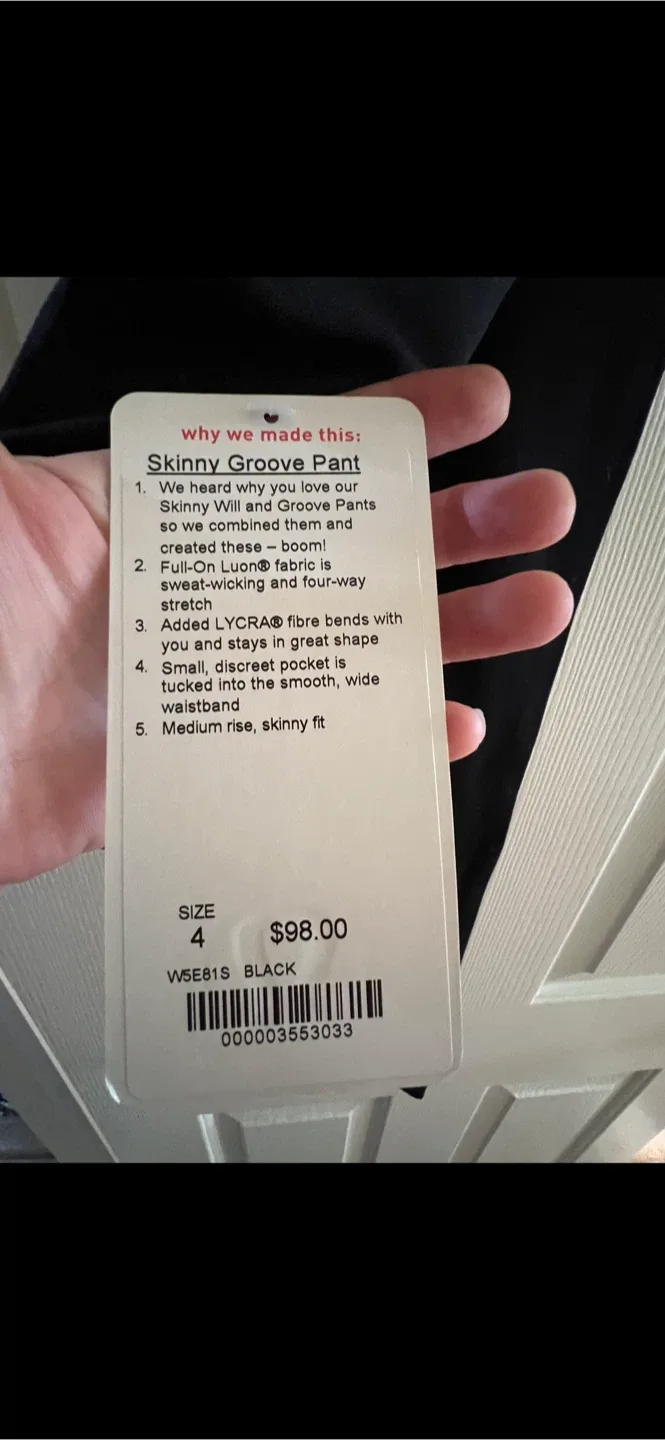 why we made this:
Skinny Groove Pant
1. We heard why you love our
Skinny Will and Groove Pants
so we combined them and
created these – boom!
2. Full-On Luon® fabric is
sweat-wicking and four-way
stretch
3. Added LYCRA® fibre bends with
you and stays in great shape
4. Small, discreet pocket is
tucked into the smooth, wide
waistband
5. Medium rise, skinny fit
SIZE
4 $98.00
W5E81S BLACK
000003553033